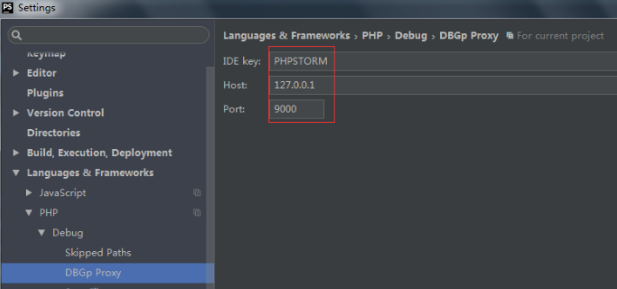 PS Settings
Languages & Frameworks › PHP › Debug › DBGp Proxy For current project
IDE key: PHPSTORM
Host: 127.0.0.1
Port: 9000
Keymap
Editor
Plugins
Version Control
Directories
Build, Execution, Deployment
Languages & Frameworks
JavaScript
PHP
Debug
Skipped Paths
DBGp Proxy